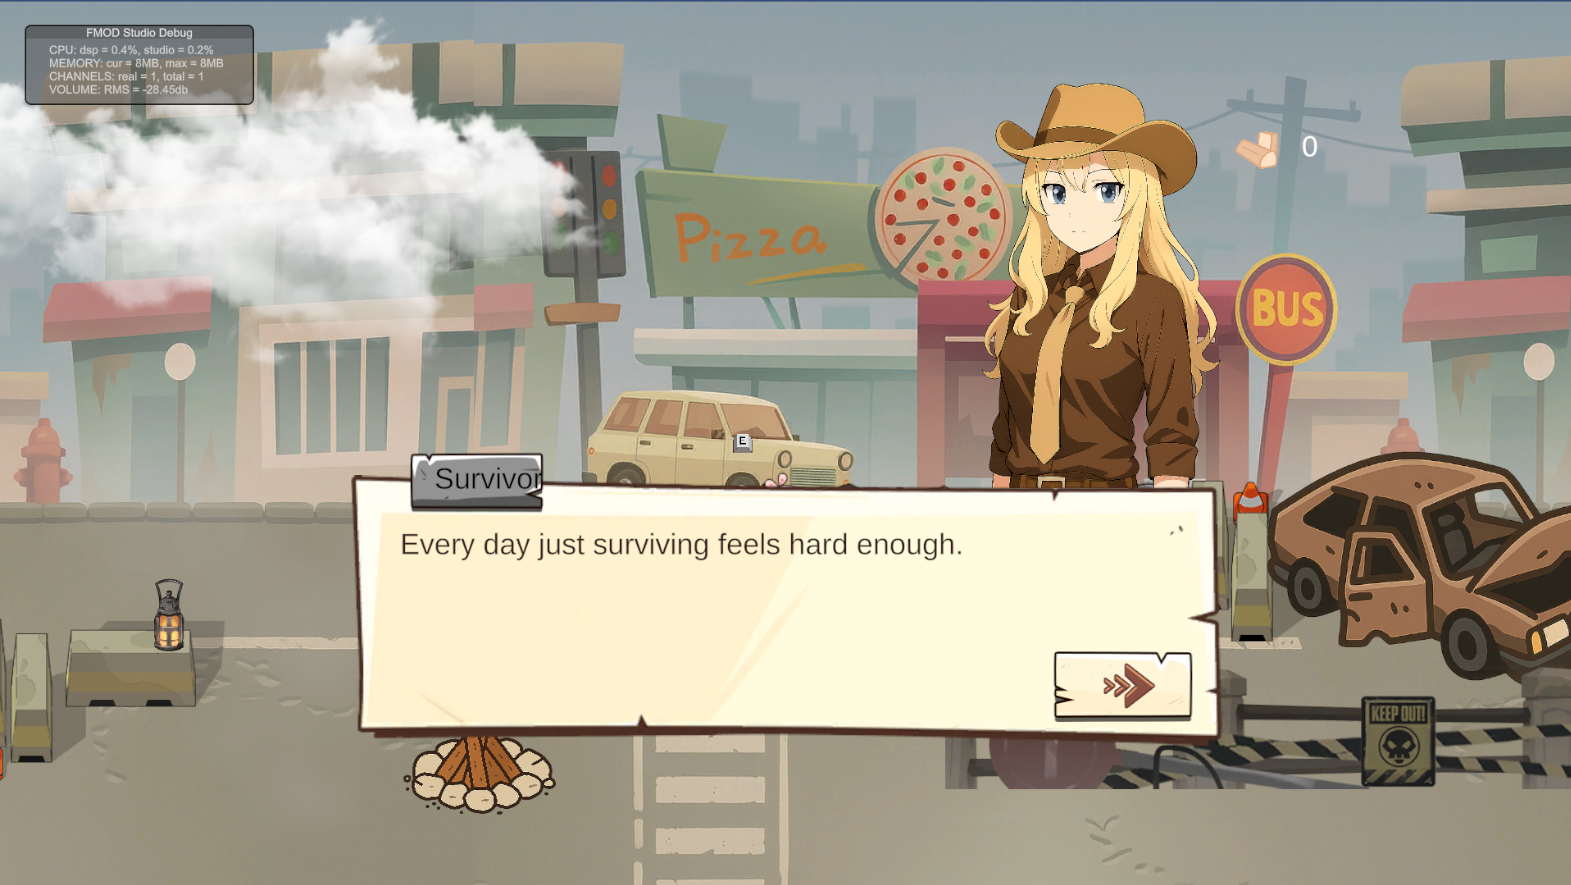 FMOD Studio Debug
CPU: dsp = 0.4%, studio = 0.2%
MEMORY: cur = 8MB, max = 8MB
CHANNELS: real = 1, total = 1
VOLUME: RMS = -28.45db
0
Pizza
BUS
E
Survivor
Every day just surviving feels hard enough.
KEEP OUT!